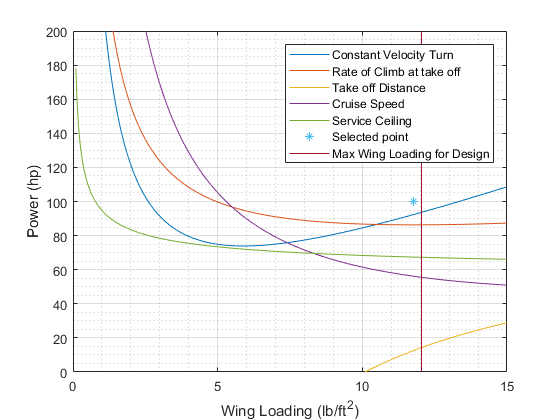 200
180
160
140
120
100
80
60
40
20
0
Power (hp)
0 5 10 15
Wing Loading (lb/ft²)
Constant Velocity Turn
Rate of Climb at take off
Take off Distance
Cruise Speed
Service Ceiling
Selected point
Max Wing Loading for Design